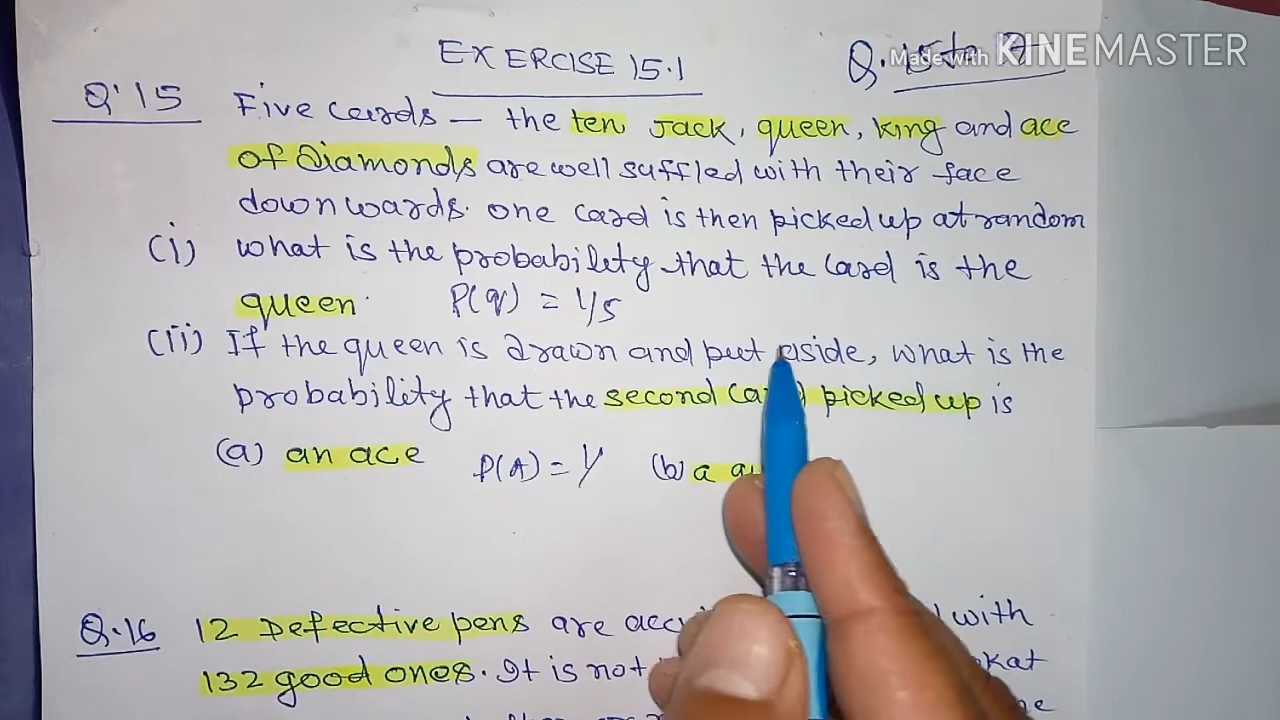 EXERCISE 15.1
Q. 15 to
Made with KINEMASTER
Q.15 Five cards — the ten Jack, queen, king and ace
of Diamonds are well suffled with their face
downwards. one card is then picked up at random
(i) what is the probability that the card is the
queen. P(q) = 1/5
(ii) If the queen is drawn and put aside, what is the
probability that the second card picked up is
(a) an ace P(A) = 1/ (b) a
Q.16 12 Defective pens are with
132 good ones. It is not